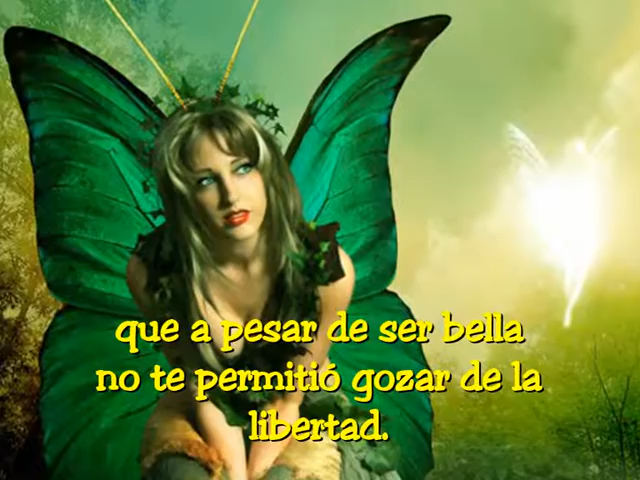 que a pesar de ser bella
no te permitió gozar de la
libertad.